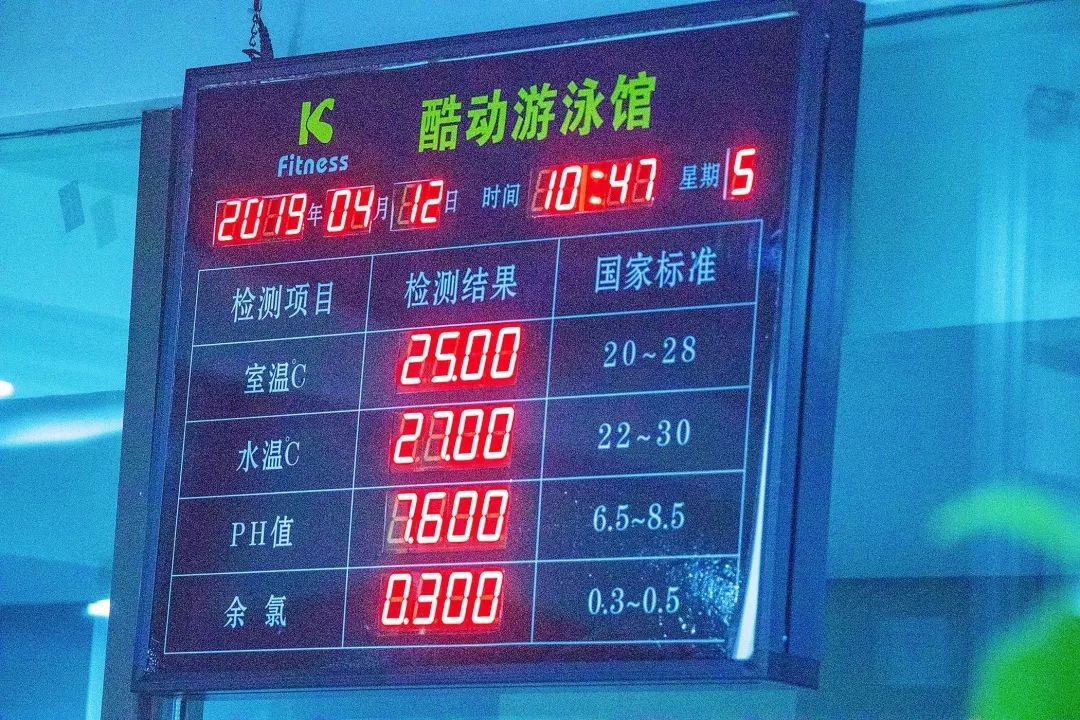 K
Fitness
酷动游泳馆
2019年04月12日 时间 10:47 星期5
检测项目 检测结果 国家标准
室温℃ 25.00 20~28
水温℃ 27.00 22~30
PH值 7.600 6.5~8.5
余氯 0.300 0.3~0.5